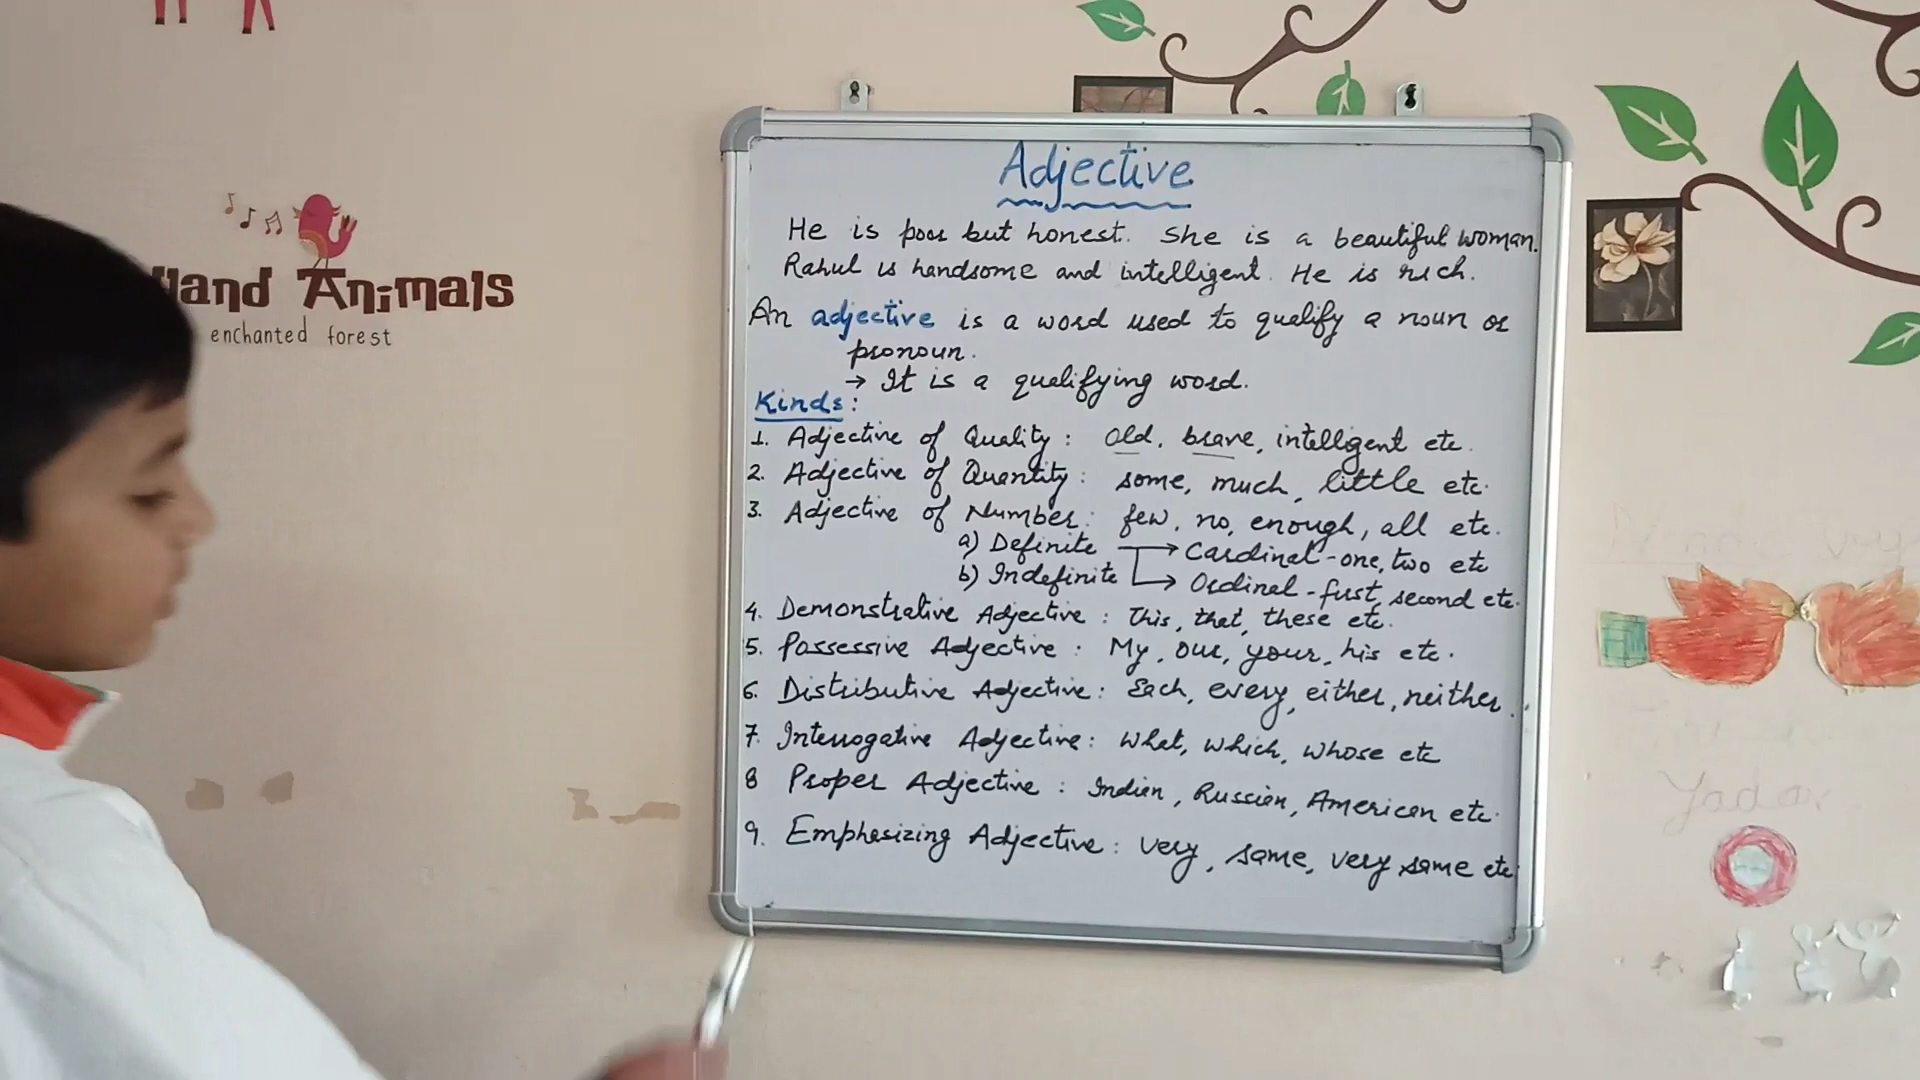 land Animals
enchanted forest
Adjective
He is poor but honest. She is a beautiful woman.
Rahul is handsome and intelligent. He is rich.
An adjective is a word used to qualify a noun or
pronoun.
→ It is a qualifying word.
Kinds:
1. Adjective of Quality: Old, brave, intelligent etc.
2. Adjective of Quantity: some, much, little etc.
3. Adjective of Number: few, no, enough, all etc.
a) Definite → Cardinal - one, two etc
b) Indefinite → Ordinal - first, second etc.
4. Demonstrative Adjective: This, that, these etc.
5. Possessive Adjective: My, our, your, his etc.
6. Distributive Adjective: Each, every, either, neither.
7. Interrogative Adjective: What, which, whose etc
8 Proper Adjective: Indian, Russian, American etc.
9. Emphasizing Adjective: Very, same, very same etc
Yadav